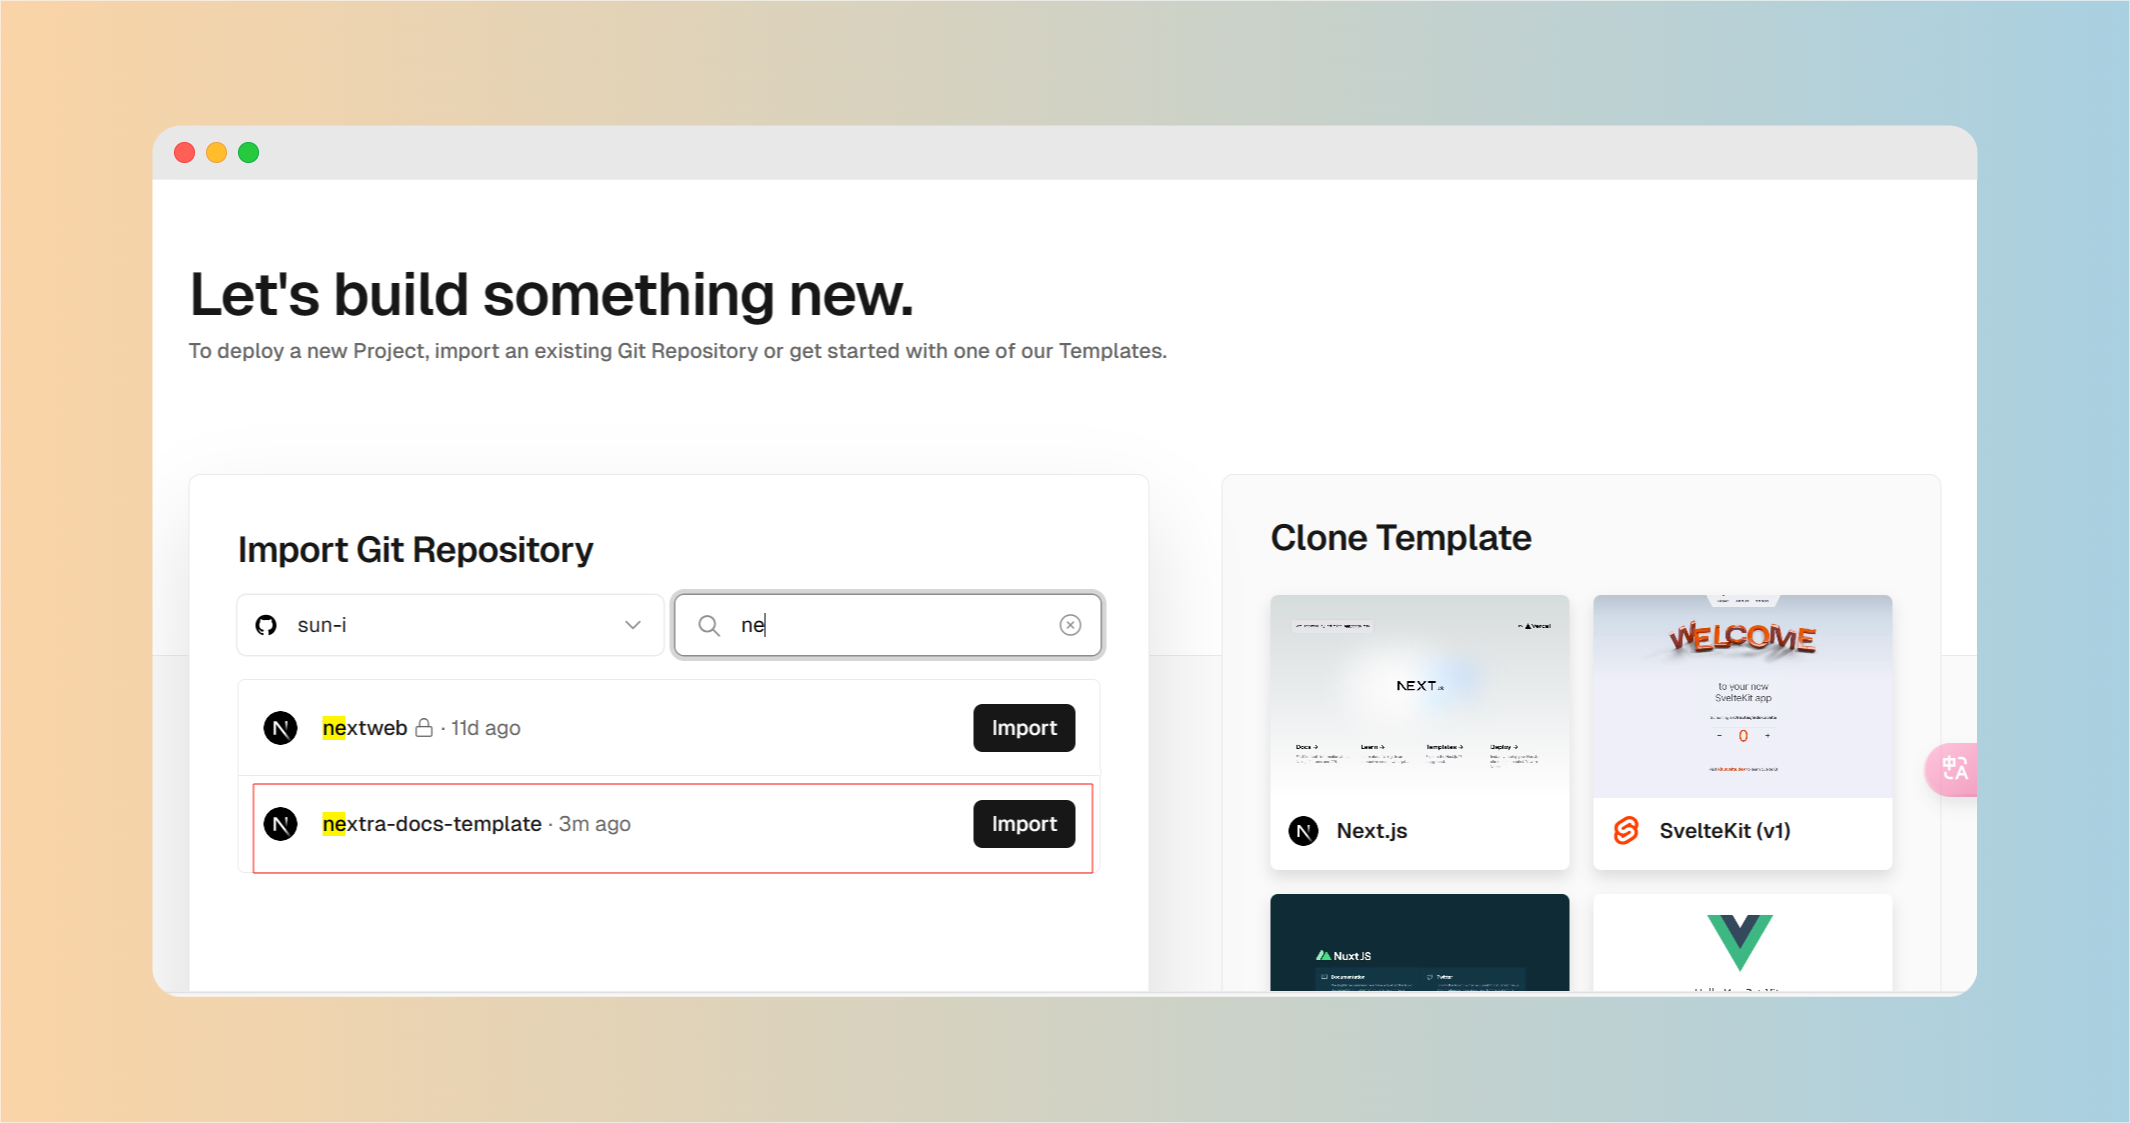 Let's build something new.
To deploy a new Project, import an existing Git Repository or get started with one of our Templates.
Import Git Repository
sun-i
ne
nextweb · 11d ago
Import
nextra-docs-template · 3m ago
Import
Clone Template
Vercel
NEXT.js
Docs →
Learn →
Templates →
Deploy →
Next.js
WELCOME
to your new
SvelteKit app
- 0 +
SvelteKit (v1)
NuxtJS
Documentation
Twitter
中 A